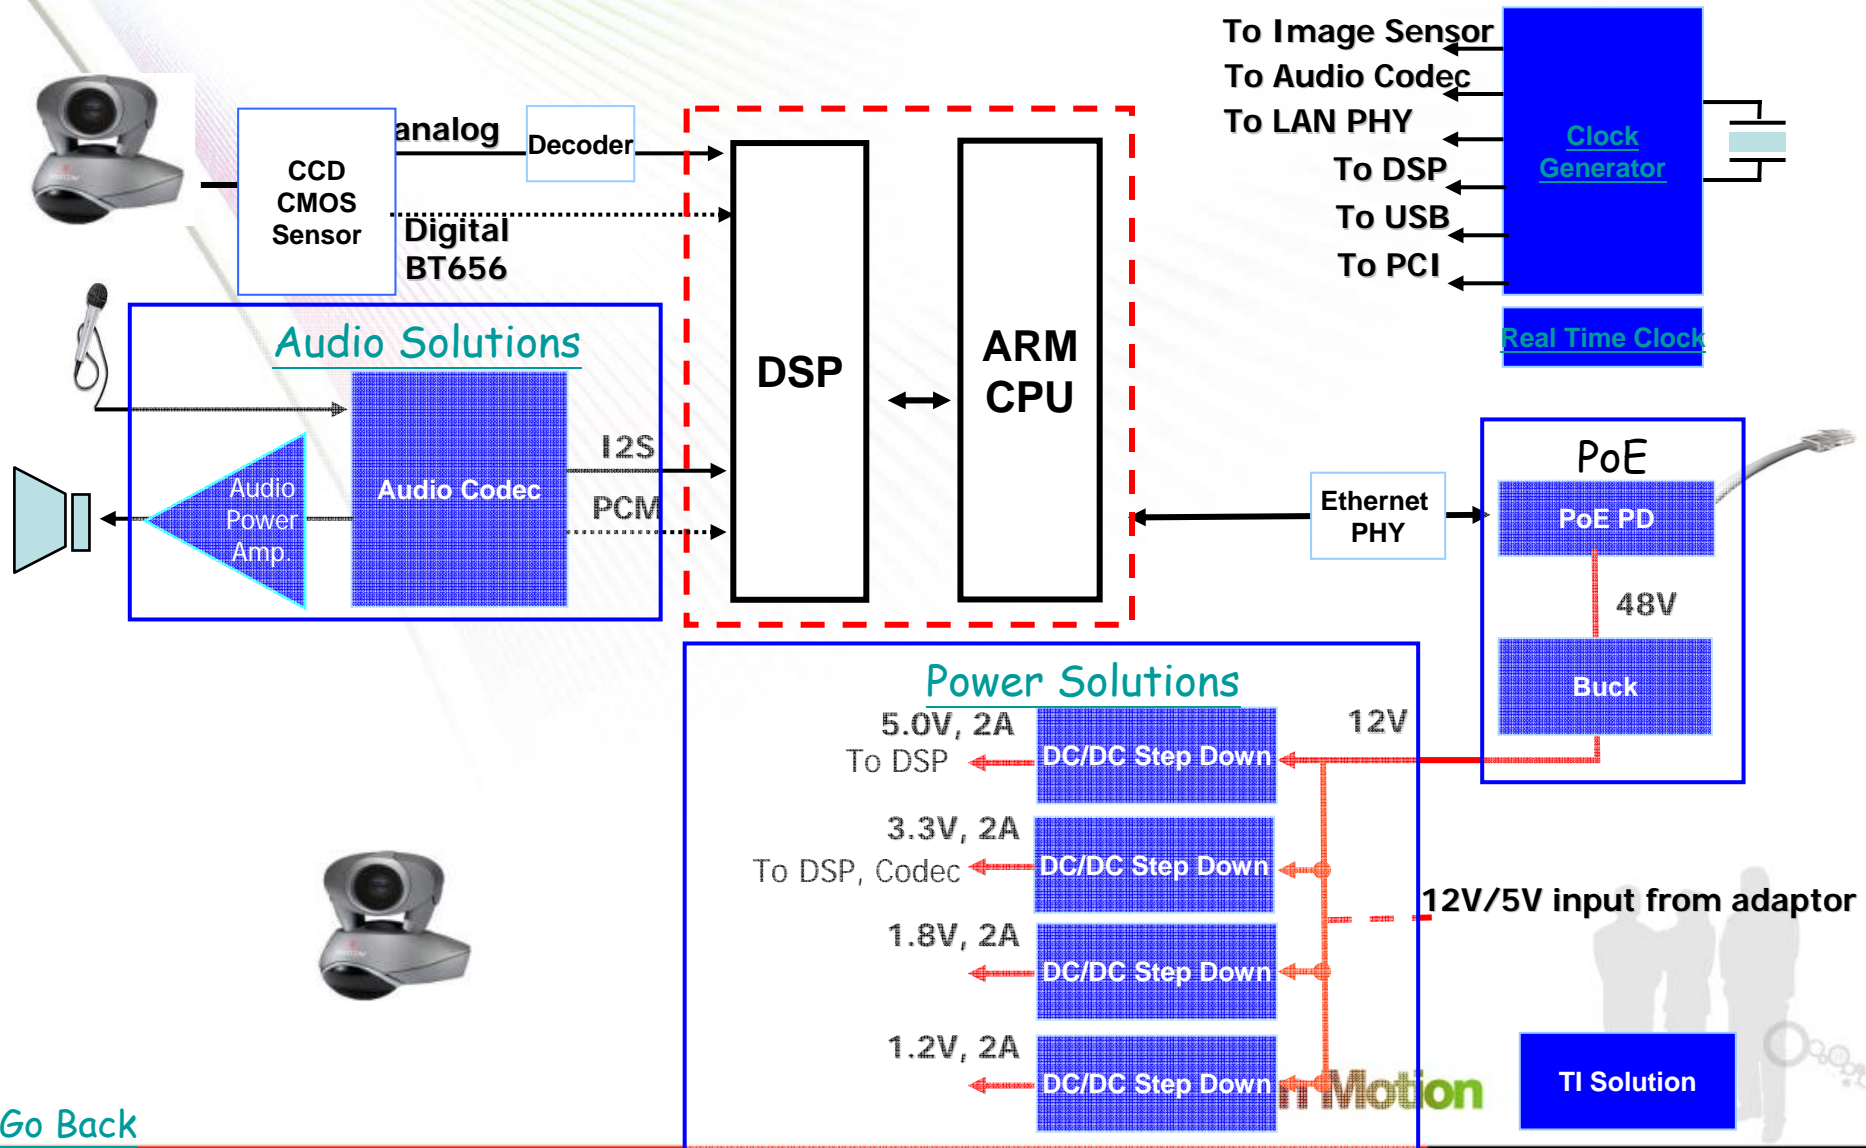 To Image Sensor
To Audio Codec
To LAN PHY
To DSP
To USB
To PCI
Clock
Generator
Real Time Clock
CCD
CMOS
Sensor
analog
Decoder
Digital
BT656
Audio Solutions
Audio
Power
Amp.
Audio Codec
I2S
PCM
DSP
ARM
CPU
Ethernet
PHY
PoE
PoE PD
48V
Buck
Power Solutions
12V
5.0V, 2A
To DSP
DC/DC Step Down
3.3V, 2A
To DSP, Codec
DC/DC Step Down
12V/5V input from adaptor
1.8V, 2A
DC/DC Step Down
1.2V, 2A
DC/DC Step Down
Motion
TI Solution
Go Back